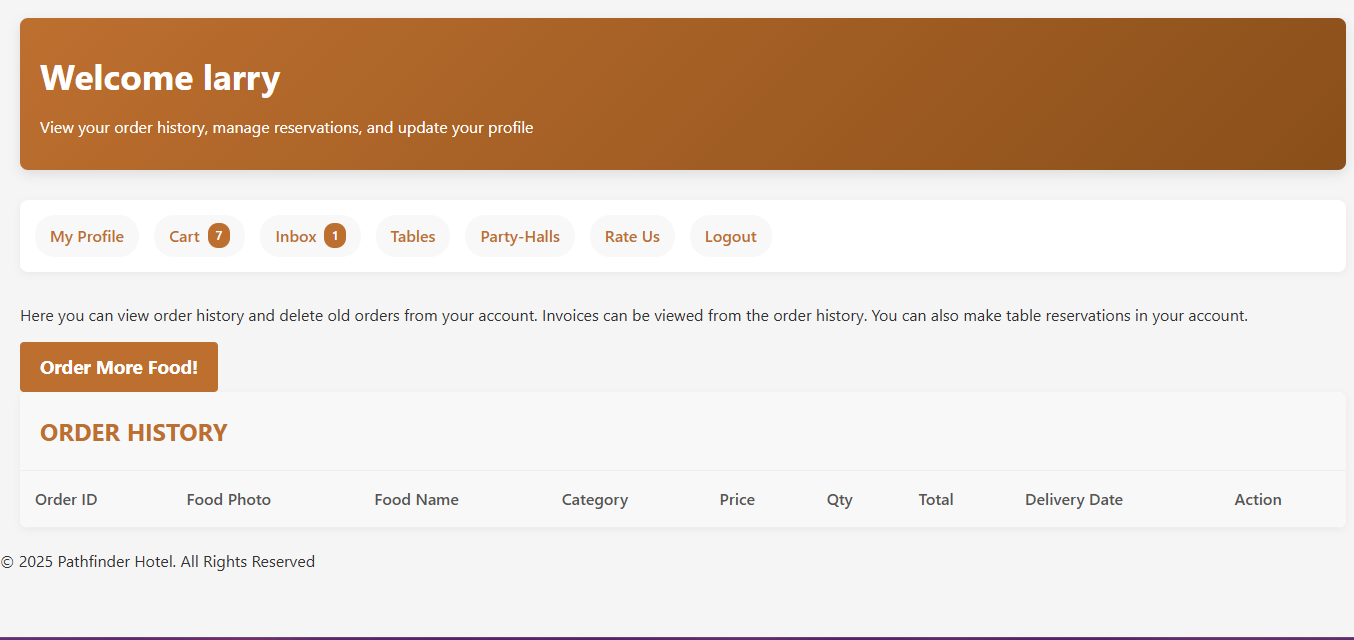 Welcome larry
View your order history, manage reservations, and update your profile
My Profile Cart 7 Inbox 1 Tables Party-Halls Rate Us Logout
Here you can view order history and delete old orders from your account. Invoices can be viewed from the order history. You can also make table reservations in your account.
Order More Food!
ORDER HISTORY
Order ID Food Photo Food Name Category Price Qty Total Delivery Date Action
© 2025 Pathfinder Hotel. All Rights Reserved